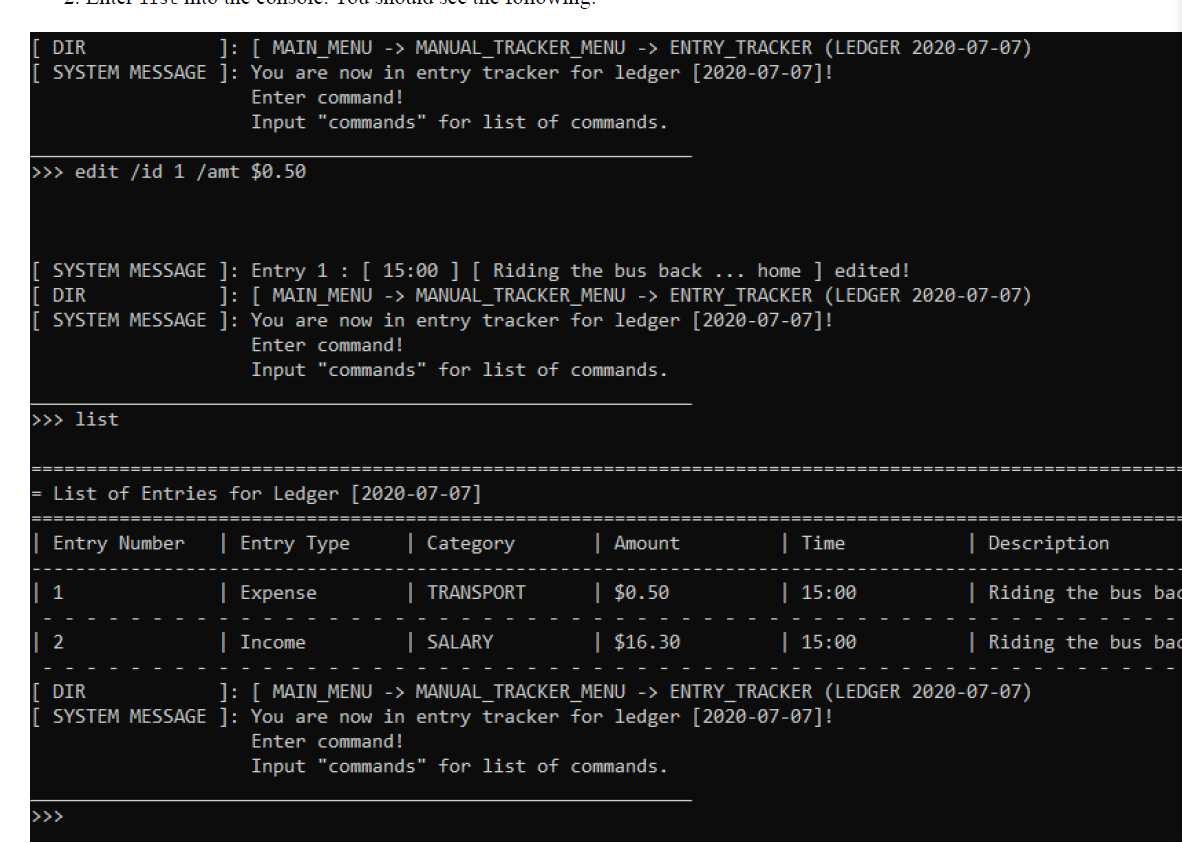 2. Enter list into the console. You should see the following:
[ DIR ]: [ MAIN_MENU -> MANUAL_TRACKER_MENU -> ENTRY_TRACKER (LEDGER 2020-07-07)
[ SYSTEM MESSAGE ]: You are now in entry tracker for ledger [2020-07-07]!
Enter command!
Input "commands" for list of commands.
>>> edit /id 1 /amt $0.50
[ SYSTEM MESSAGE ]: Entry 1 : [ 15:00 ] [ Riding the bus back ... home ] edited!
[ DIR ]: [ MAIN_MENU -> MANUAL_TRACKER_MENU -> ENTRY_TRACKER (LEDGER 2020-07-07)
[ SYSTEM MESSAGE ]: You are now in entry tracker for ledger [2020-07-07]!
Enter command!
Input "commands" for list of commands.
>>> list
= List of Entries for Ledger [2020-07-07]
| Entry Number | Entry Type | Category | Amount | Time | Description
| 1 | Expense | TRANSPORT | $0.50 | 15:00 | Riding the bus bac
| 2 | Income | SALARY | $16.30 | 15:00 | Riding the bus bac
[ DIR ]: [ MAIN_MENU -> MANUAL_TRACKER_MENU -> ENTRY_TRACKER (LEDGER 2020-07-07)
[ SYSTEM MESSAGE ]: You are now in entry tracker for ledger [2020-07-07]!
Enter command!
Input "commands" for list of commands.
>>>